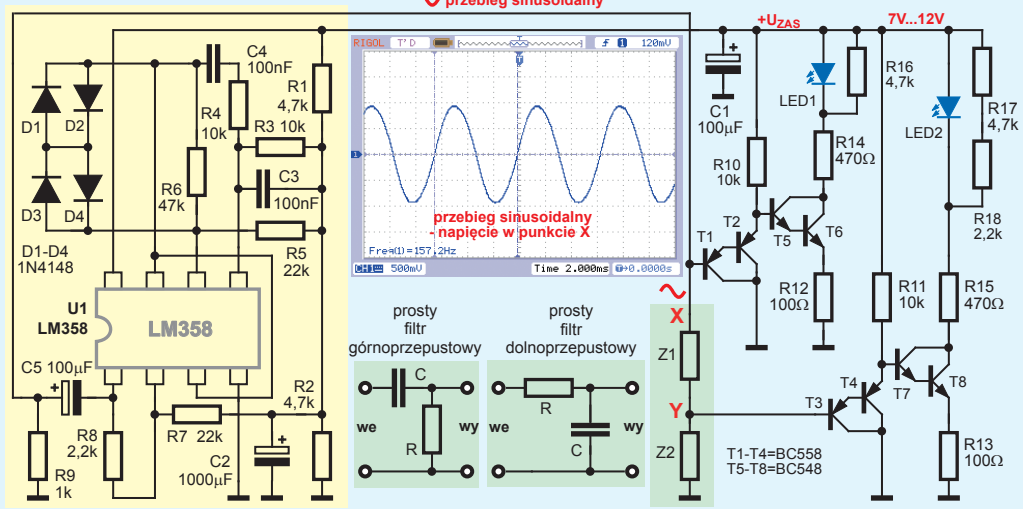 przebieg sinusoidalny
C4
100nF
R1
4,7k
D1
D2
R4
10k
R3 10k
C3
100nF
D3
D4
R6
47k
R5
22k
D1-D4
1N4148
U1
LM358
LM358
C5 100µF
+
R8
2,2k
R9
1k
R7 22k
C2
1000µF
+
R2
4,7k
RIGOL T'D f 1 120mV
T
1
przebieg sinusoidalny
- napięcie w punkcie X
Freq(1)=157.2Hz
CH1 500mV Time 2.000ms T→0.0000s
prosty
filtr
górnoprzepustowy
C
we
R
wy
prosty
filtr
dolnoprzepustowy
R
we
C
wy
X
Z1
Y
Z2
+UZAS
7V...12V
+
C1
100µF
LED1
R16
4,7k
R14
470Ω
R10
10k
T1
T2
T5
T6
R12
100Ω
LED2
R17
4,7k
R18
2,2k
R11
10k
R15
470Ω
T3
T4
T7
T8
R13
100Ω
T1-T4=BC558
T5-T8=BC548